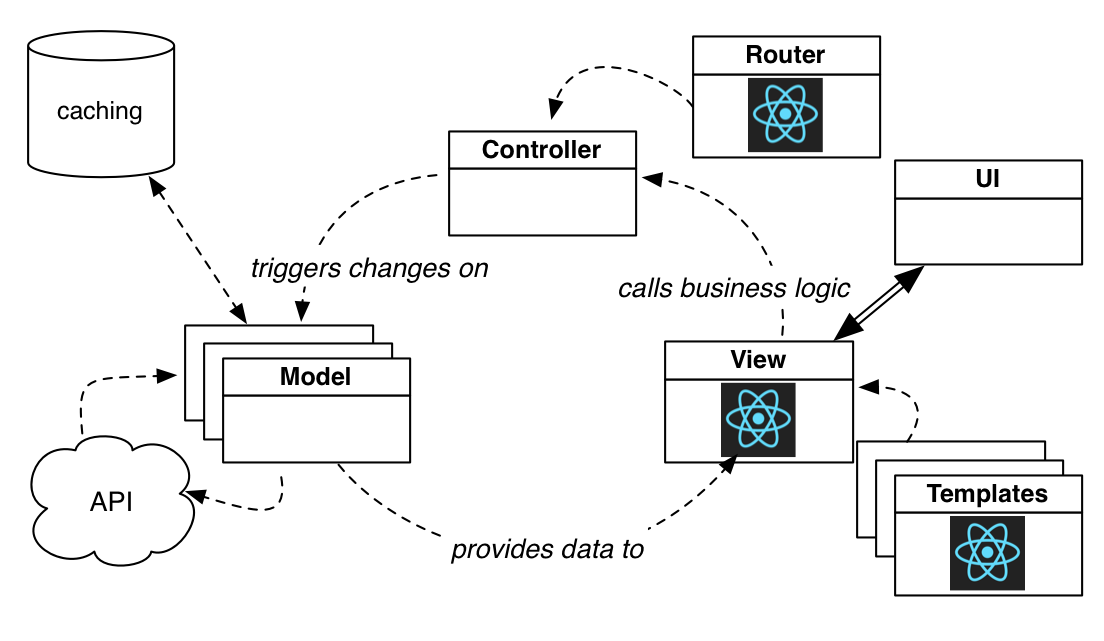 Router
caching
Controller
UI
triggers changes on
calls business logic
View
Model
Templates
API
provides data to